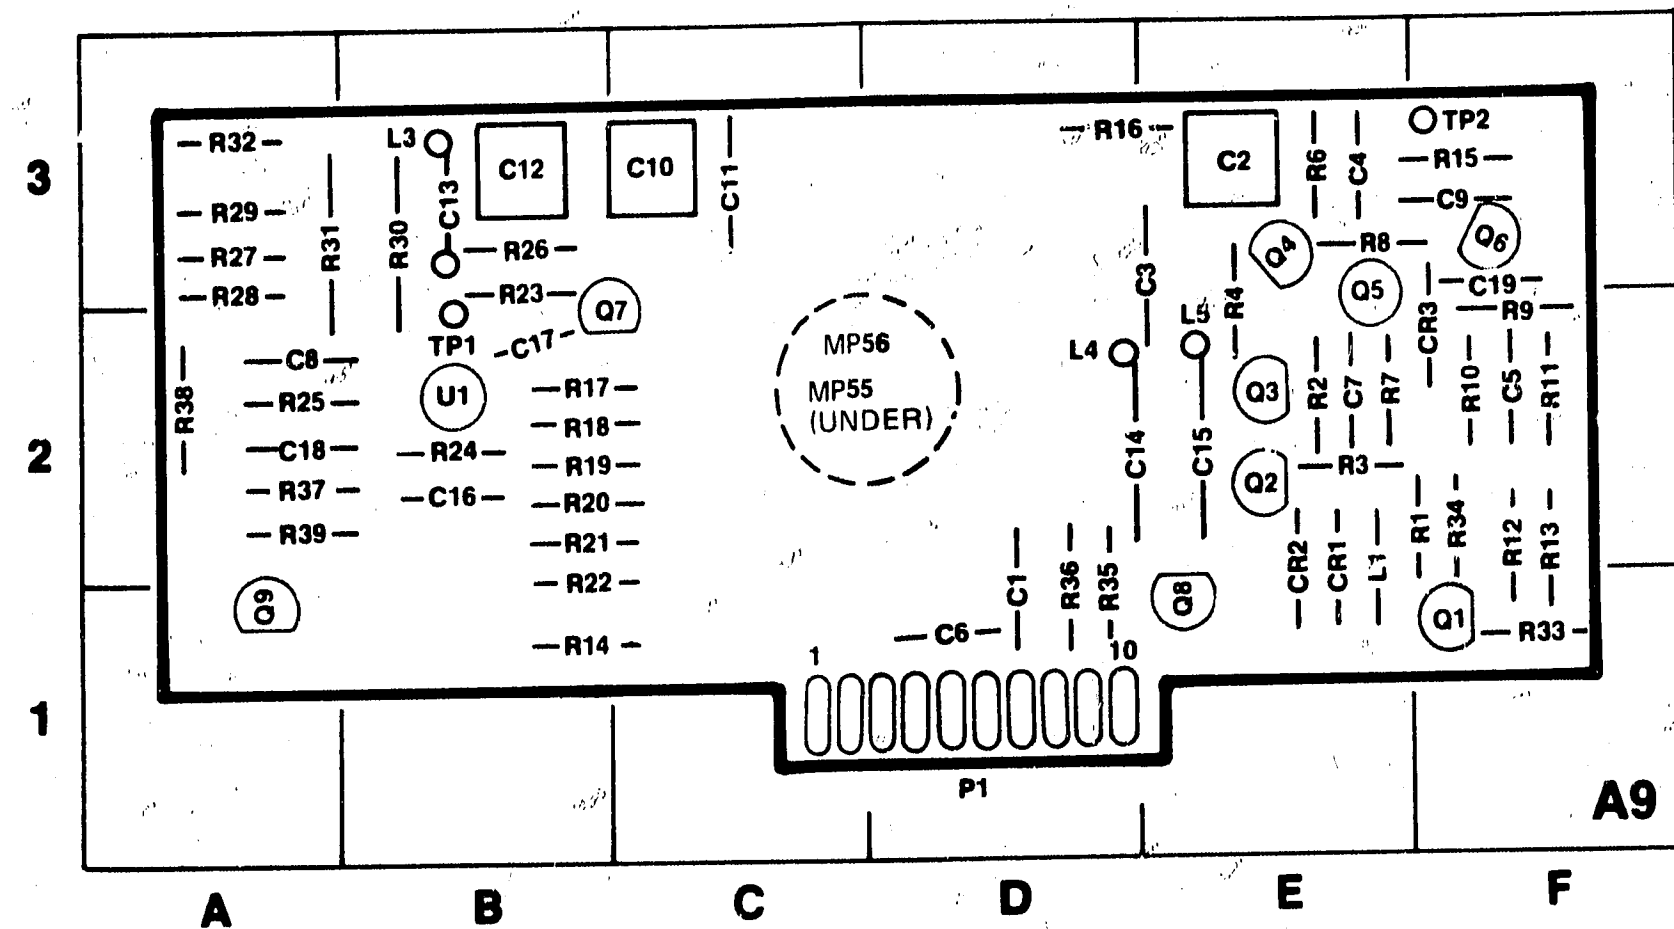 3
2
1
A
B
C
D
E
F
A9
R32
R29
R27
R28
R31
R30
L3
C13
C12
C10
C11
R26
R23
Q7
TP1
C17
U1
R38
C8
R25
C18
R37
R39
R24
C16
Q9
R17
R18
R19
R20
R21
R22
R14
MP56
MP55
(UNDER)
R16
C2
R6
C4
TP2
R15
C9
Q6
Q4
R8
C3
R4
Q5
C19
R9
CR3
L4
L5
Q3
R2
C7
R7
R10
C5
R11
C14
C15
Q2
R3
R1
R34
R12
R13
CR2
CR1
L1
C1
R36
R35
Q8
Q1
R33
C6
1
10
P1